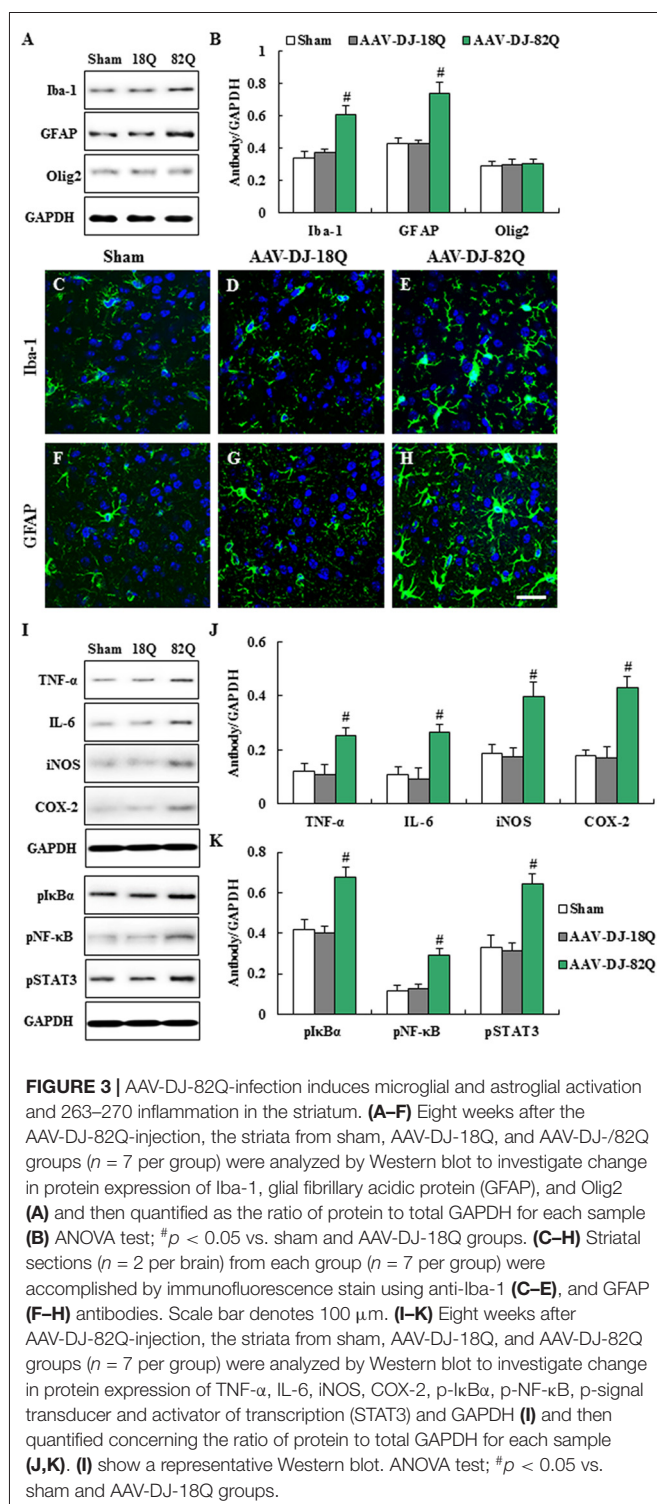 A
Sham 18Q 82Q
Iba-1
GFAP
Olig2
GAPDH
B
Sham AAV-DJ-18Q AAV-DJ-82Q
Antibody/GAPDH
1
0.8
0.6
0.4
0.2
0
# #
Iba-1 GFAP Olig2
Sham AAV-DJ-18Q AAV-DJ-82Q
Iba-1
C D E
GFAP
F G H
I
Sham 18Q 82Q
TNF-α
IL-6
iNOS
COX-2
GAPDH
pIκBα
pNF-κB
pSTAT3
GAPDH
J
Antibody/GAPDH
0.6
0.4
0.2
0
# # # #
TNF-α IL-6 iNOS COX-2
K
Antibody/GAPDH
0.8
0.6
0.4
0.2
0
# # #
pIκBα pNF-κB pSTAT3
Sham
AAV-DJ-18Q
AAV-DJ-82Q
FIGURE 3 | AAV-DJ-82Q-infection induces microglial and astroglial activation
and 263–270 inflammation in the striatum. (A–F) Eight weeks after the
AAV-DJ-82Q-injection, the striata from sham, AAV-DJ-18Q, and AAV-DJ-/82Q
groups (n = 7 per group) were analyzed by Western blot to investigate change
in protein expression of Iba-1, glial fibrillary acidic protein (GFAP), and Olig2
(A) and then quantified as the ratio of protein to total GAPDH for each sample
(B) ANOVA test; #p < 0.05 vs. sham and AAV-DJ-18Q groups. (C–H) Striatal
sections (n = 2 per brain) from each group (n = 7 per group) were
accomplished by immunofluorescence stain using anti-Iba-1 (C–E), and GFAP
(F–H) antibodies. Scale bar denotes 100 μm. (I–K) Eight weeks after
AAV-DJ-82Q-injection, the striata from sham, AAV-DJ-18Q, and AAV-DJ-82Q
groups (n = 7 per group) were analyzed by Western blot to investigate change
in protein expression of TNF-α, IL-6, iNOS, COX-2, p-IκBα, p-NF-κB, p-signal
transducer and activator of transcription (STAT3) and GAPDH (I) and then
quantified concerning the ratio of protein to total GAPDH for each sample
(J,K). (I) show a representative Western blot. ANOVA test; #p < 0.05 vs.
sham and AAV-DJ-18Q groups.